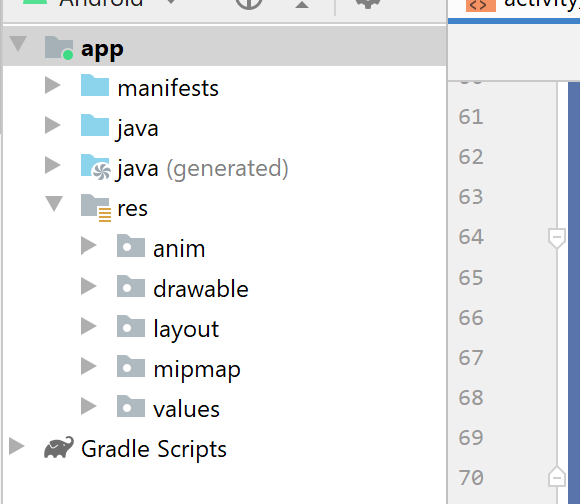 Android
activity
app
manifests
java
java (generated)
res
anim
drawable
layout
mipmap
values
Gradle Scripts
61
62
63
64
65
66
67
68
69
70